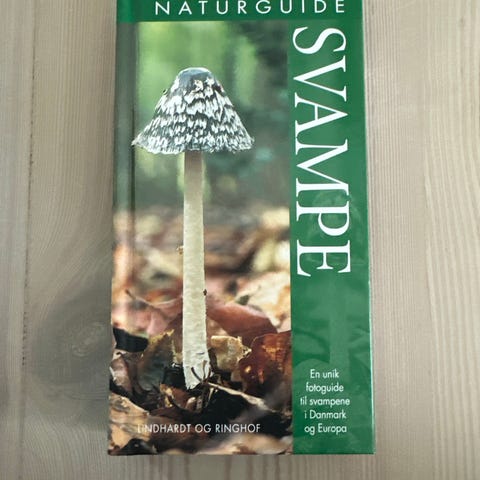 NATURGUIDE
SVAMPE
En unik
fotoguide
til svampene
i Danmark
og Europa
LINDHARDT OG RINGHOF